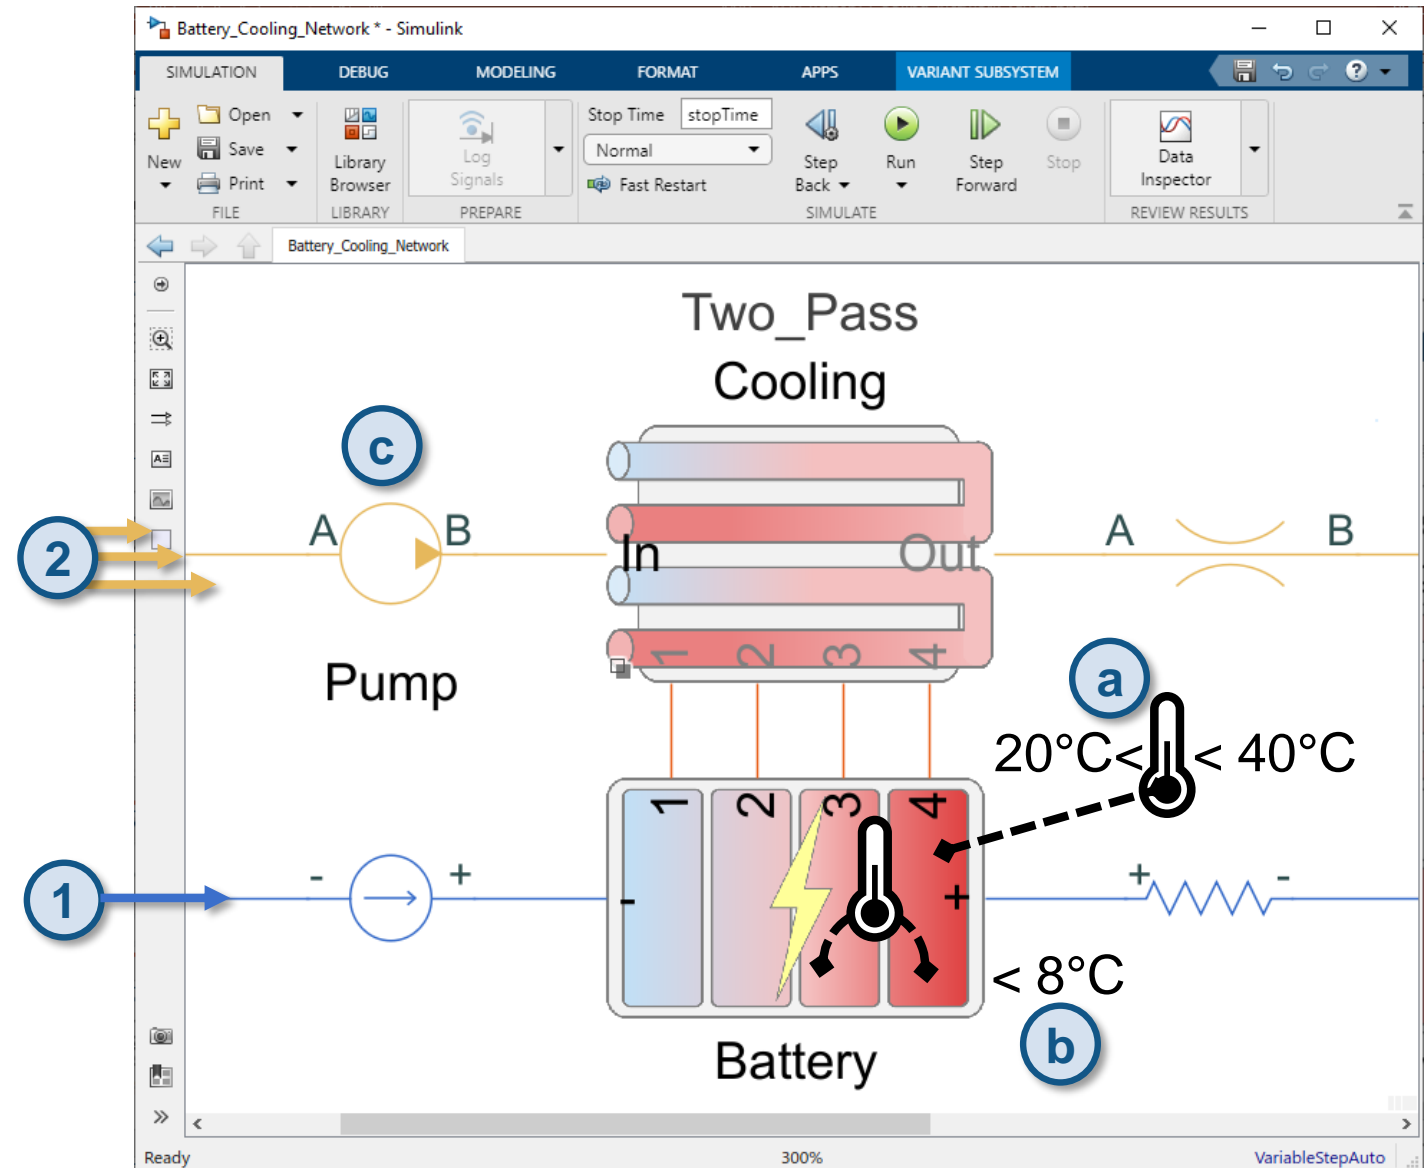 Battery_Cooling_Network * - Simulink
SIMULATION DEBUG MODELING FORMAT APPS VARIANT SUBSYSTEM ?
New
Open
Save
Print
FILE
Library
Browser
LIBRARY
Log
Signals
PREPARE
Stop Time stopTime
Normal
Fast Restart
Step
Back
Run
Step
Forward
Stop
SIMULATE
Data
Inspector
REVIEW RESULTS
Battery_Cooling_Network
Two_Pass
Cooling
c
2
A B
In Out
A B
1 2 3 4
Pump
a
20°C< < 40°C
1 2 3 4
1
- +
- +
+ -
< 8°C
b
Battery
Ready 300% VariableStepAuto